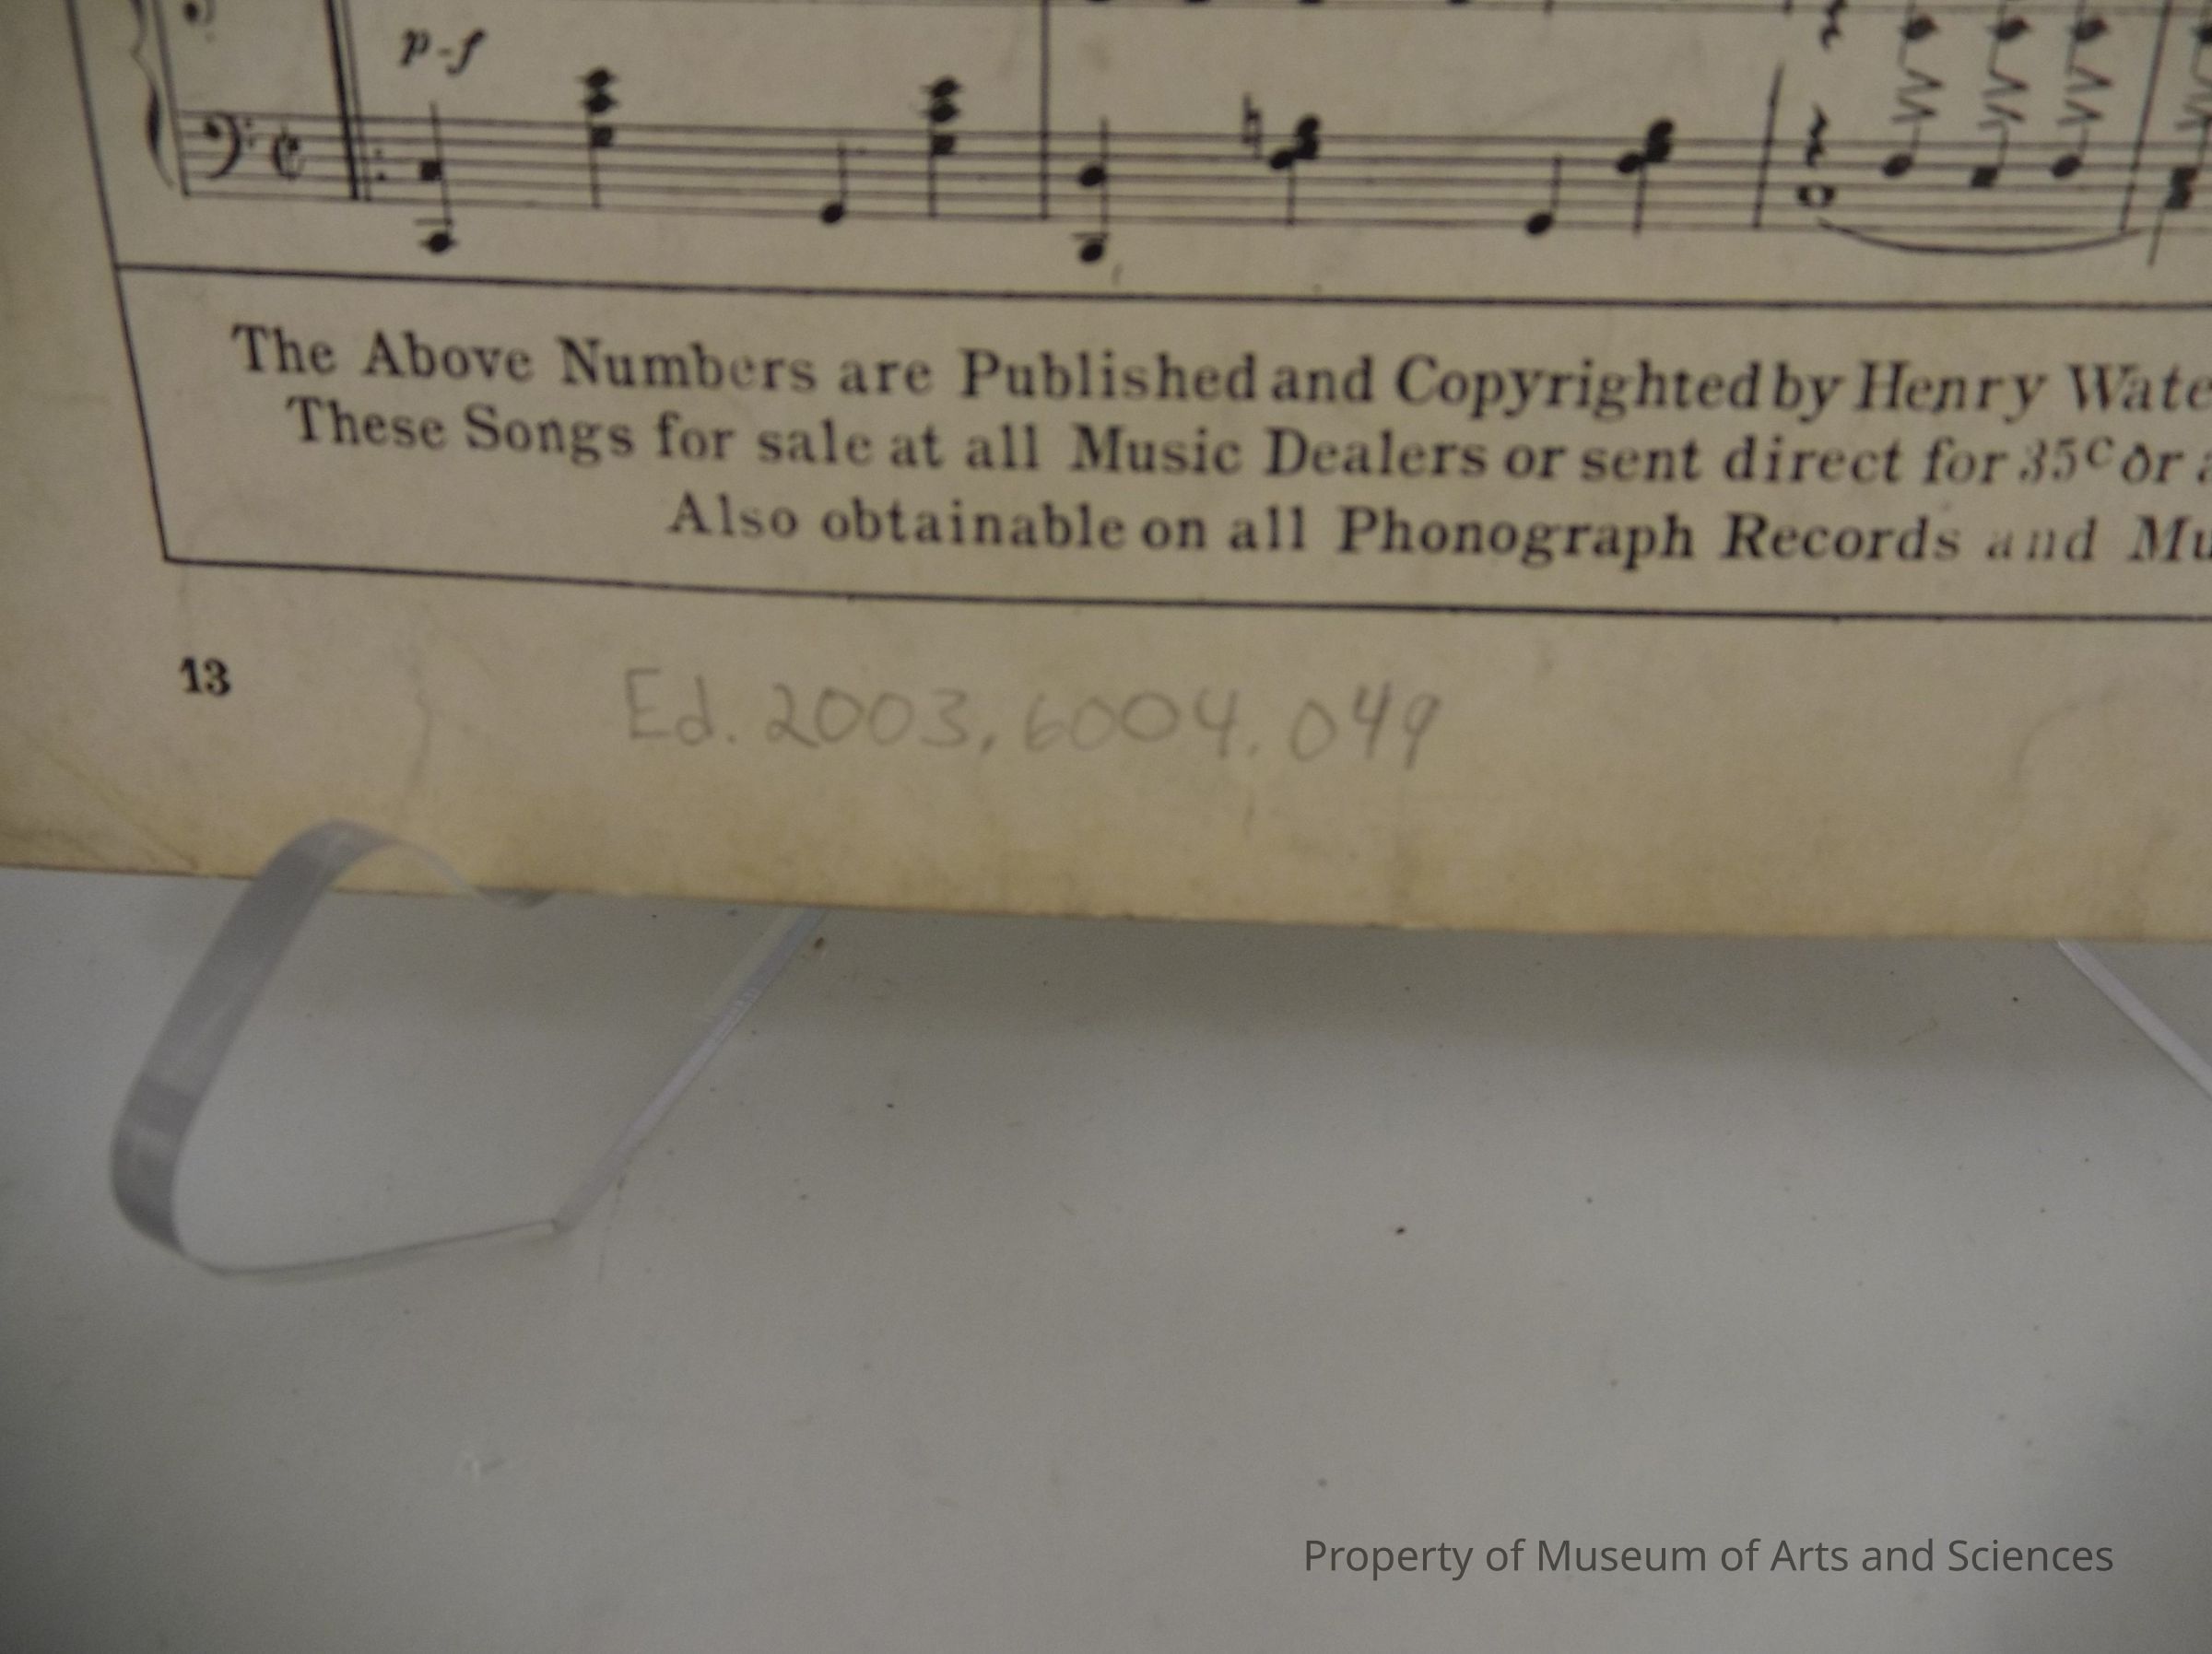 p-f
The Above Numbers are Published and Copyrighted by Henry Wate
These Songs for sale at all Music Dealers or sent direct for 35c or a
Also obtainable on all Phonograph Records and Mu
13
Ed. 2003, 6004. 049
Property of Museum of Arts and Sciences